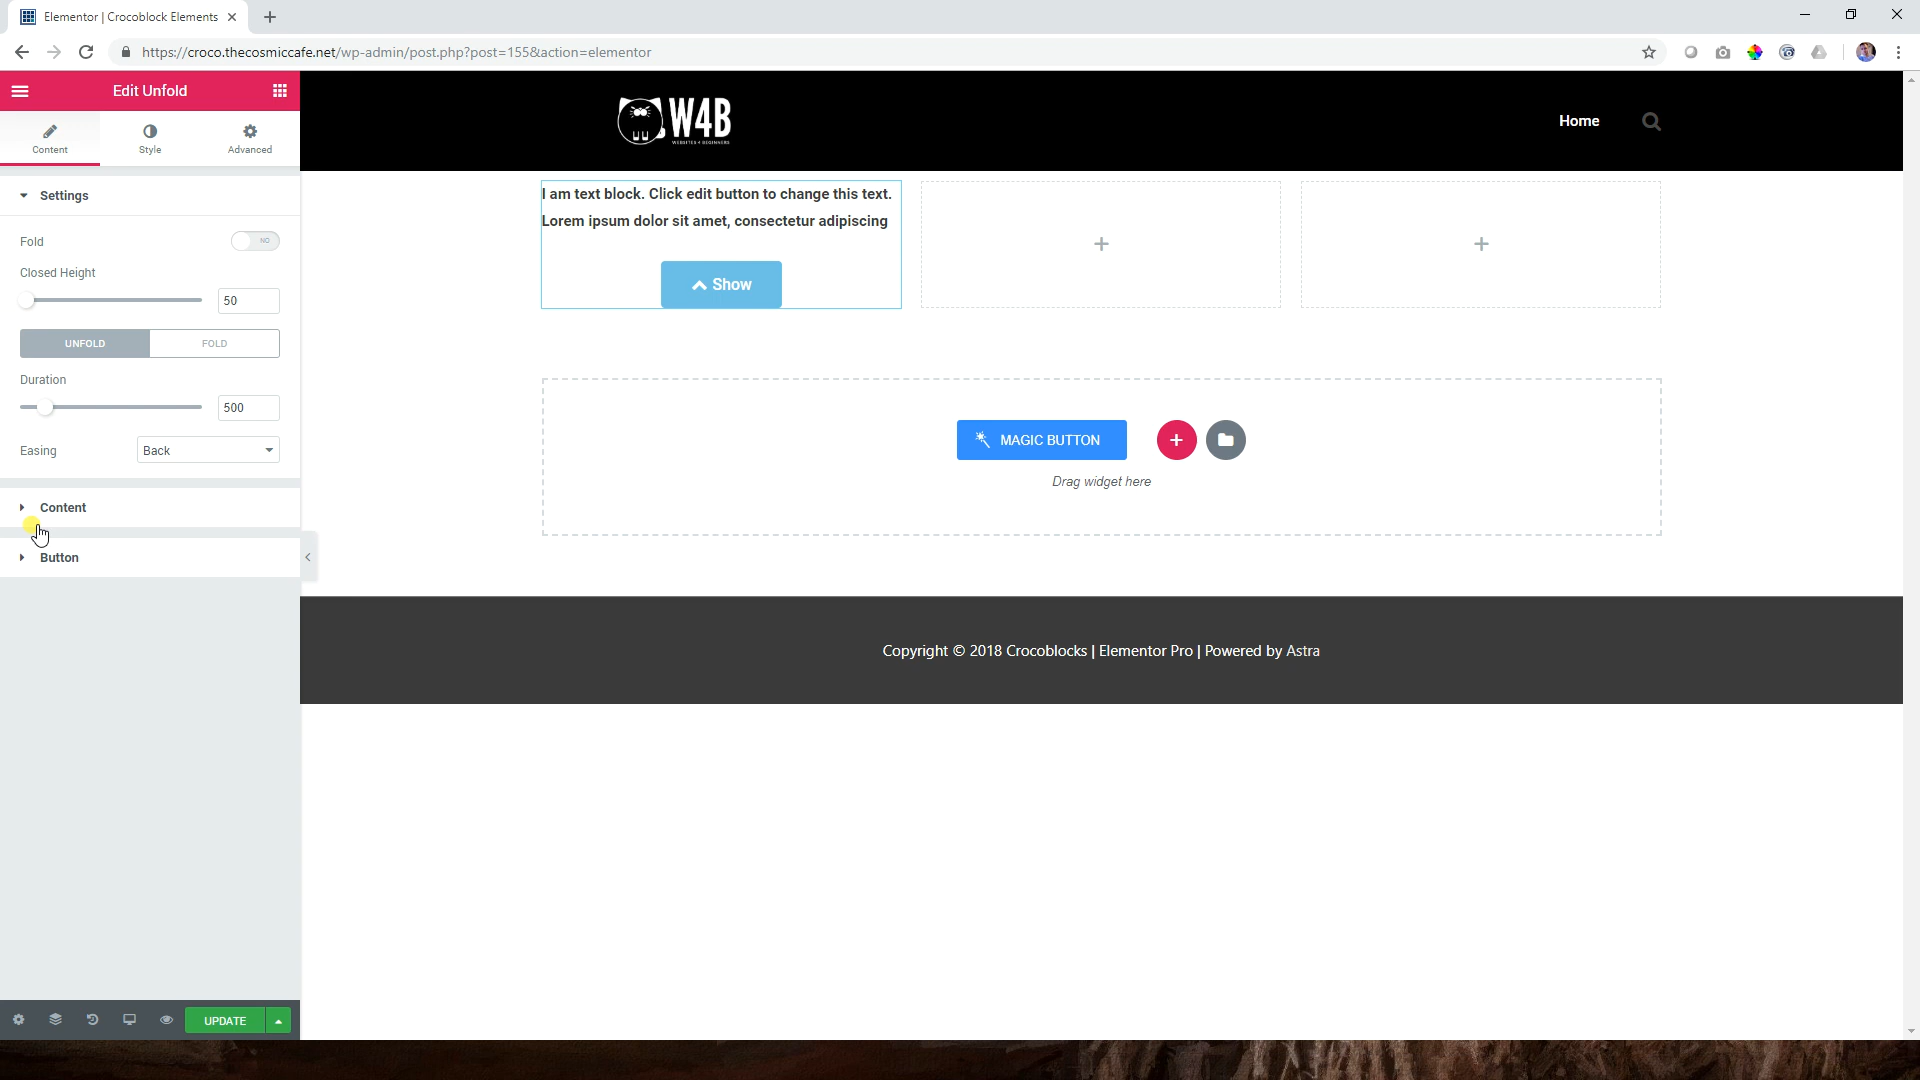 Elementor | Crocoblock Elements
https://croco.thecosmiccafe.net/wp-admin/post.php?post=155&action=elementor
Edit Unfold
Content
Style
Advanced
Settings
Fold
NO
Closed Height
50
UNFOLD
FOLD
Duration
500
Easing
Back
Content
Button
UPDATE
W4B
WEBSITES 4 BEGINNERS
Home
I am text block. Click edit button to change this text.
Lorem ipsum dolor sit amet, consectetur adipiscing
Show
MAGIC BUTTON
Drag widget here
Copyright © 2018 Crocoblocks | Elementor Pro | Powered by Astra